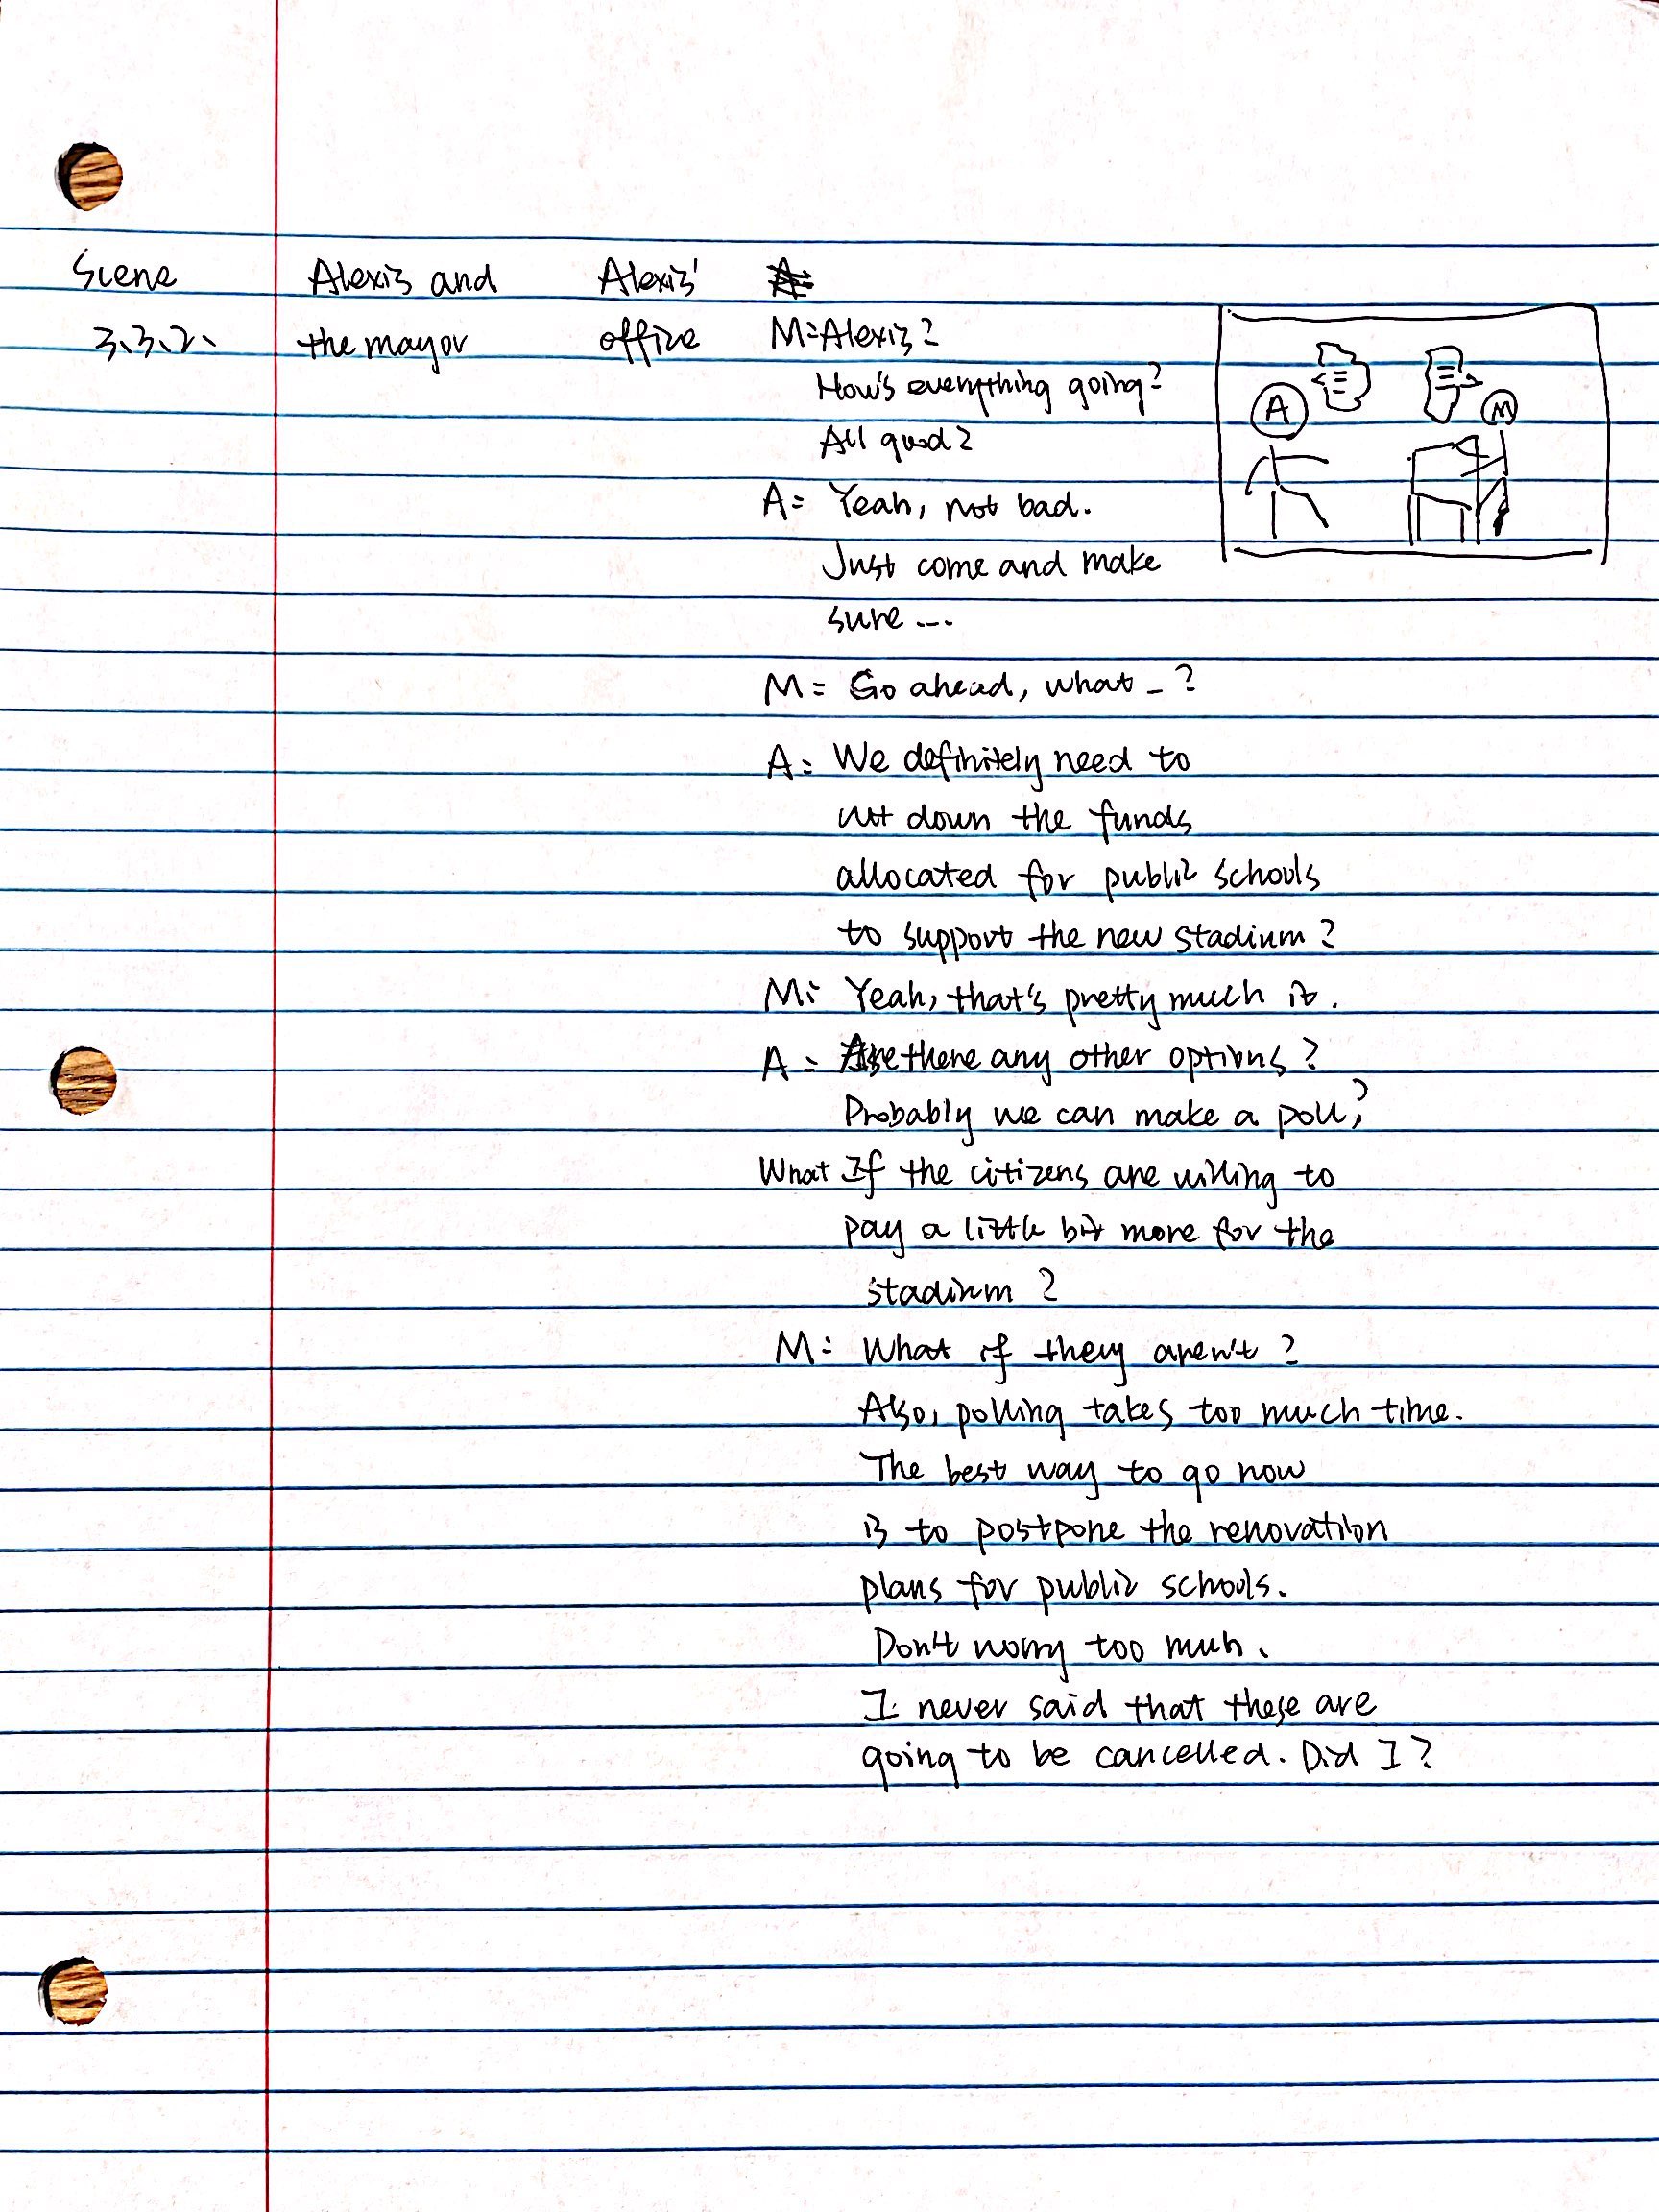 Scene Alexis and Alexis' A
3.3.2. the mayor office M: Alexis?
How's everything going?
All good?
A M
A: Yeah, not bad.
Just come and make
sure ...
M: Go ahead, what - ?
A: We definitely need to
cut down the funds
allocated for public schools
to support the new stadium?
M: Yeah, that's pretty much it.
A: Are there any other options?
Probably we can make a poll?
What If the citizens are willing to
pay a little bit more for the
stadium?
M: What if they aren't?
Also, polling takes too much time.
The best way to go now
is to postpone the renovation
plans for public schools.
Don't worry too much.
I never said that these are
going to be cancelled. Did I?